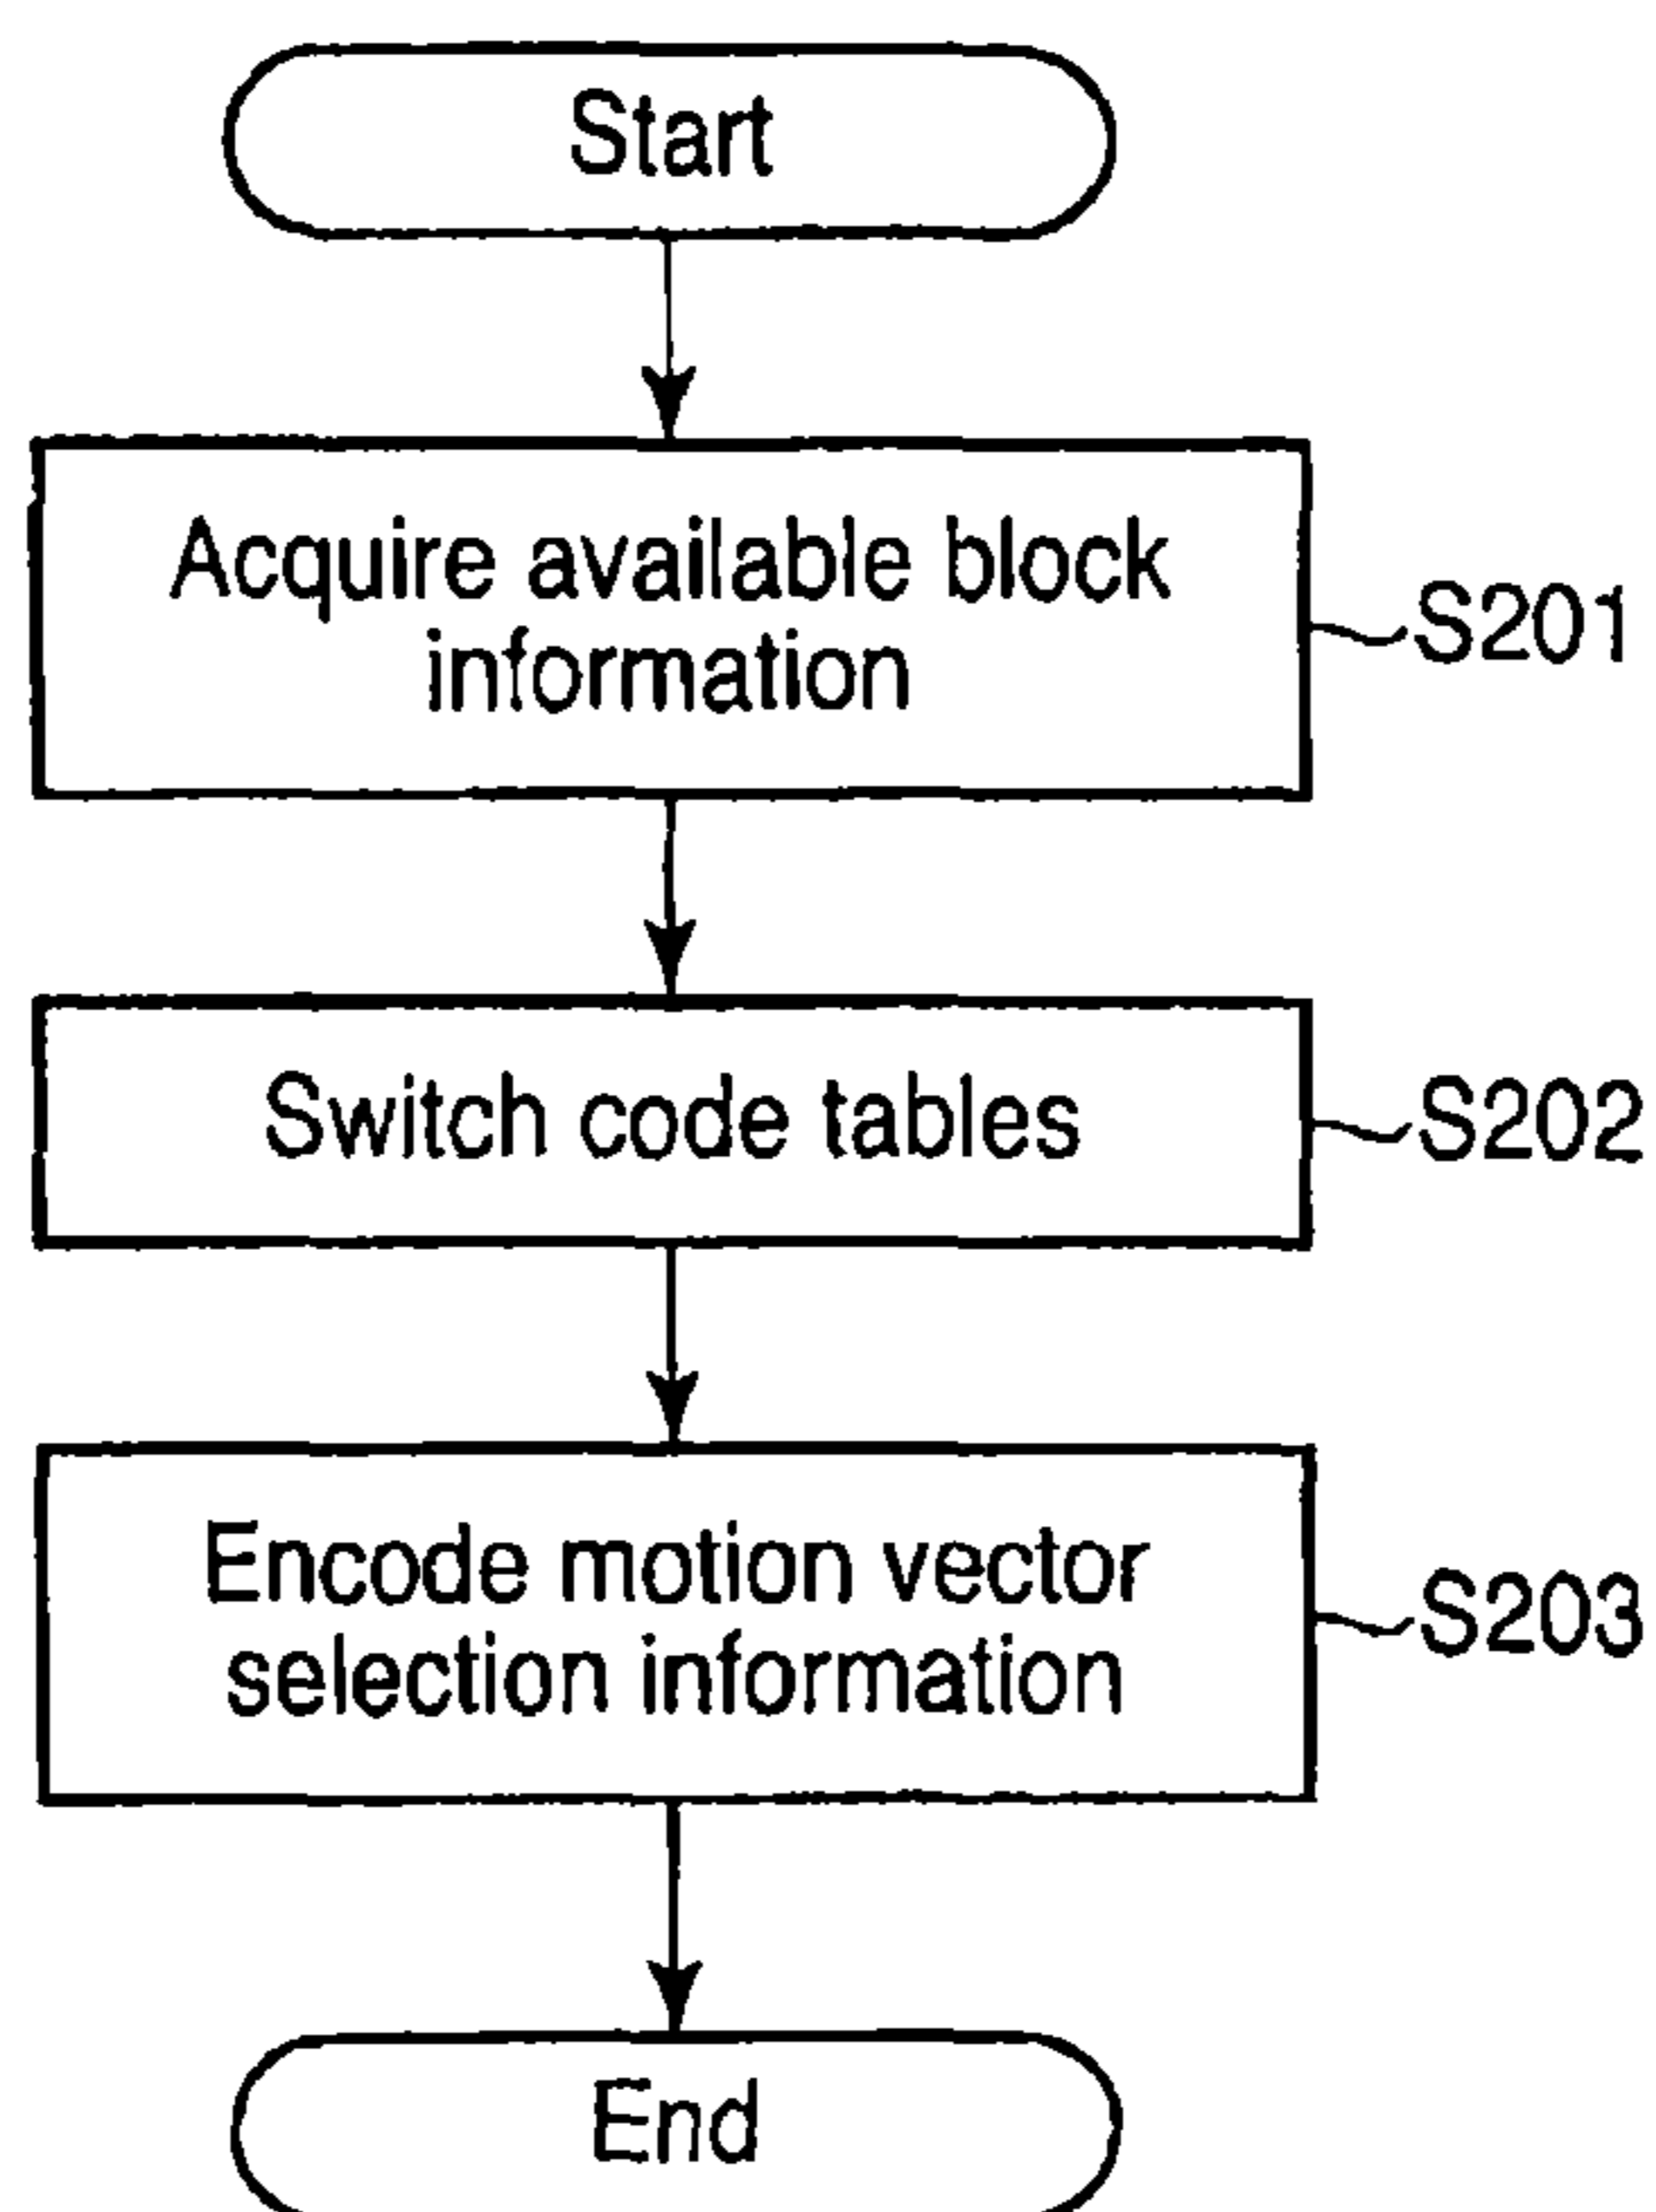 Start
Acquire available block
information
S201
Switch code tables
S202
Encode motion vector
selection information
S203
End